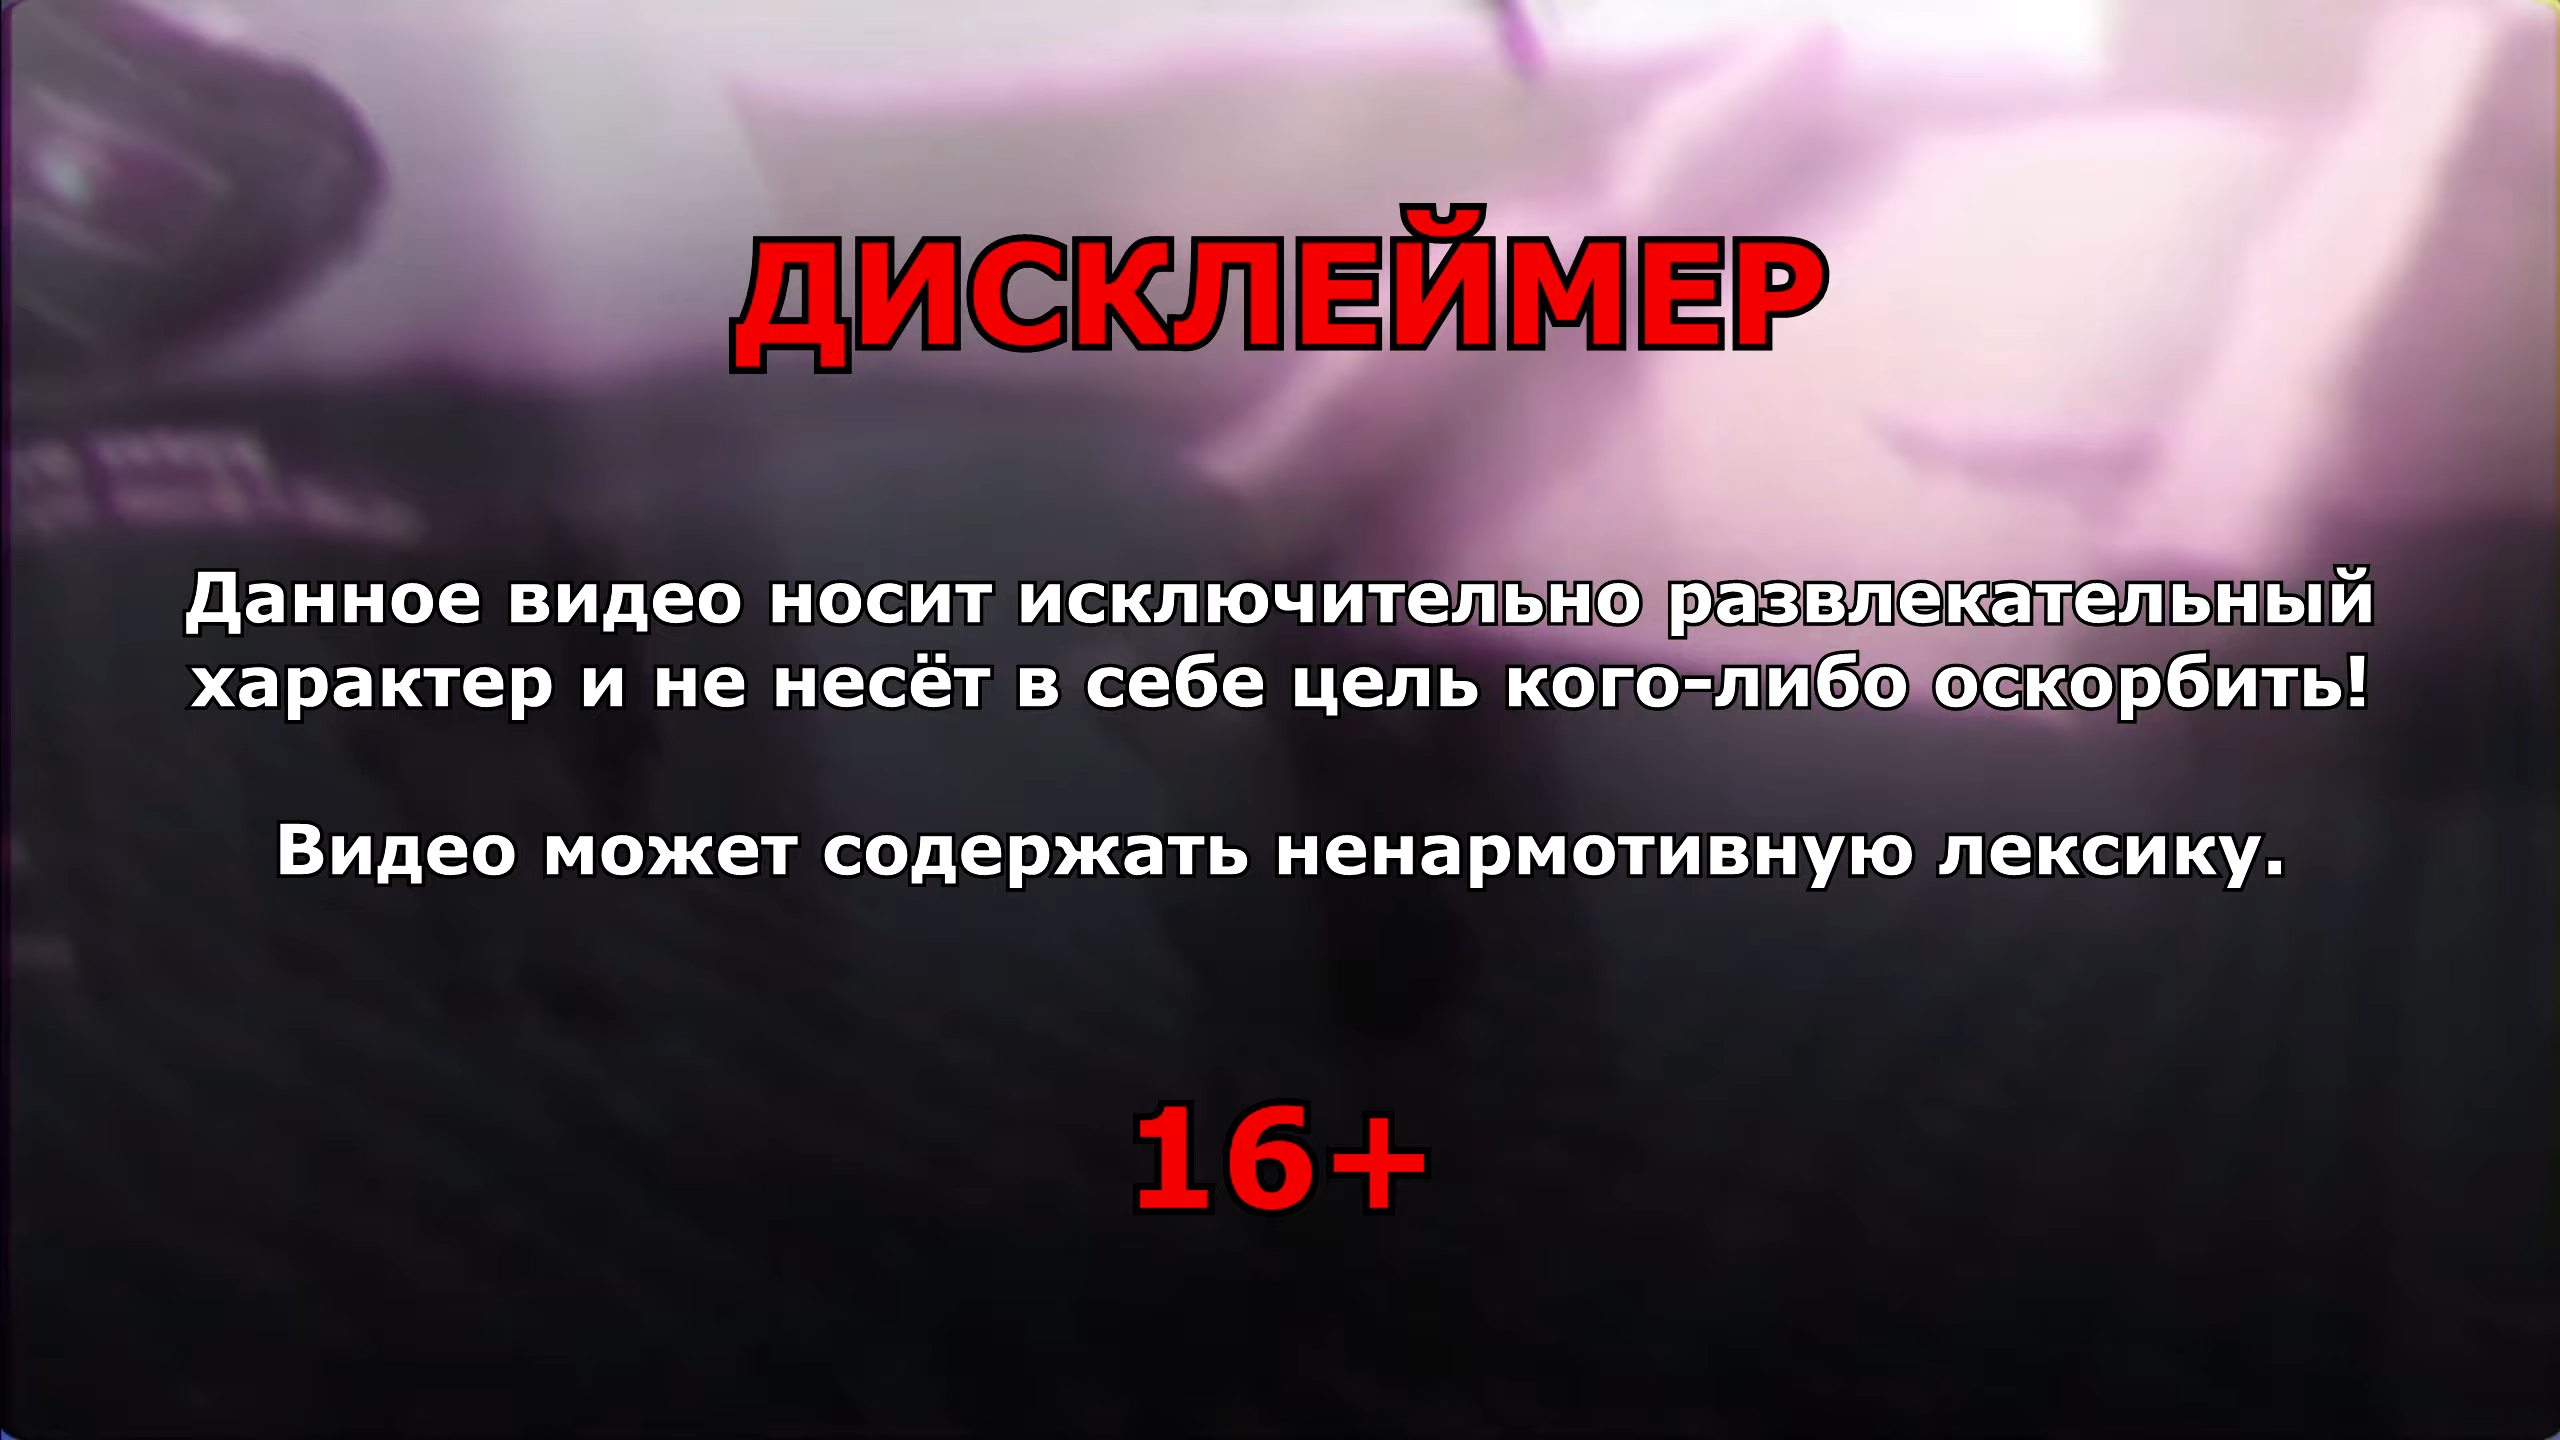 ДИСКЛЕЙМЕР
Данное видео носит исключительно развлекательный
характер и не несёт в себе цель кого-либо оскорбить!
Видео может содержать ненармотивную лексику.
16+